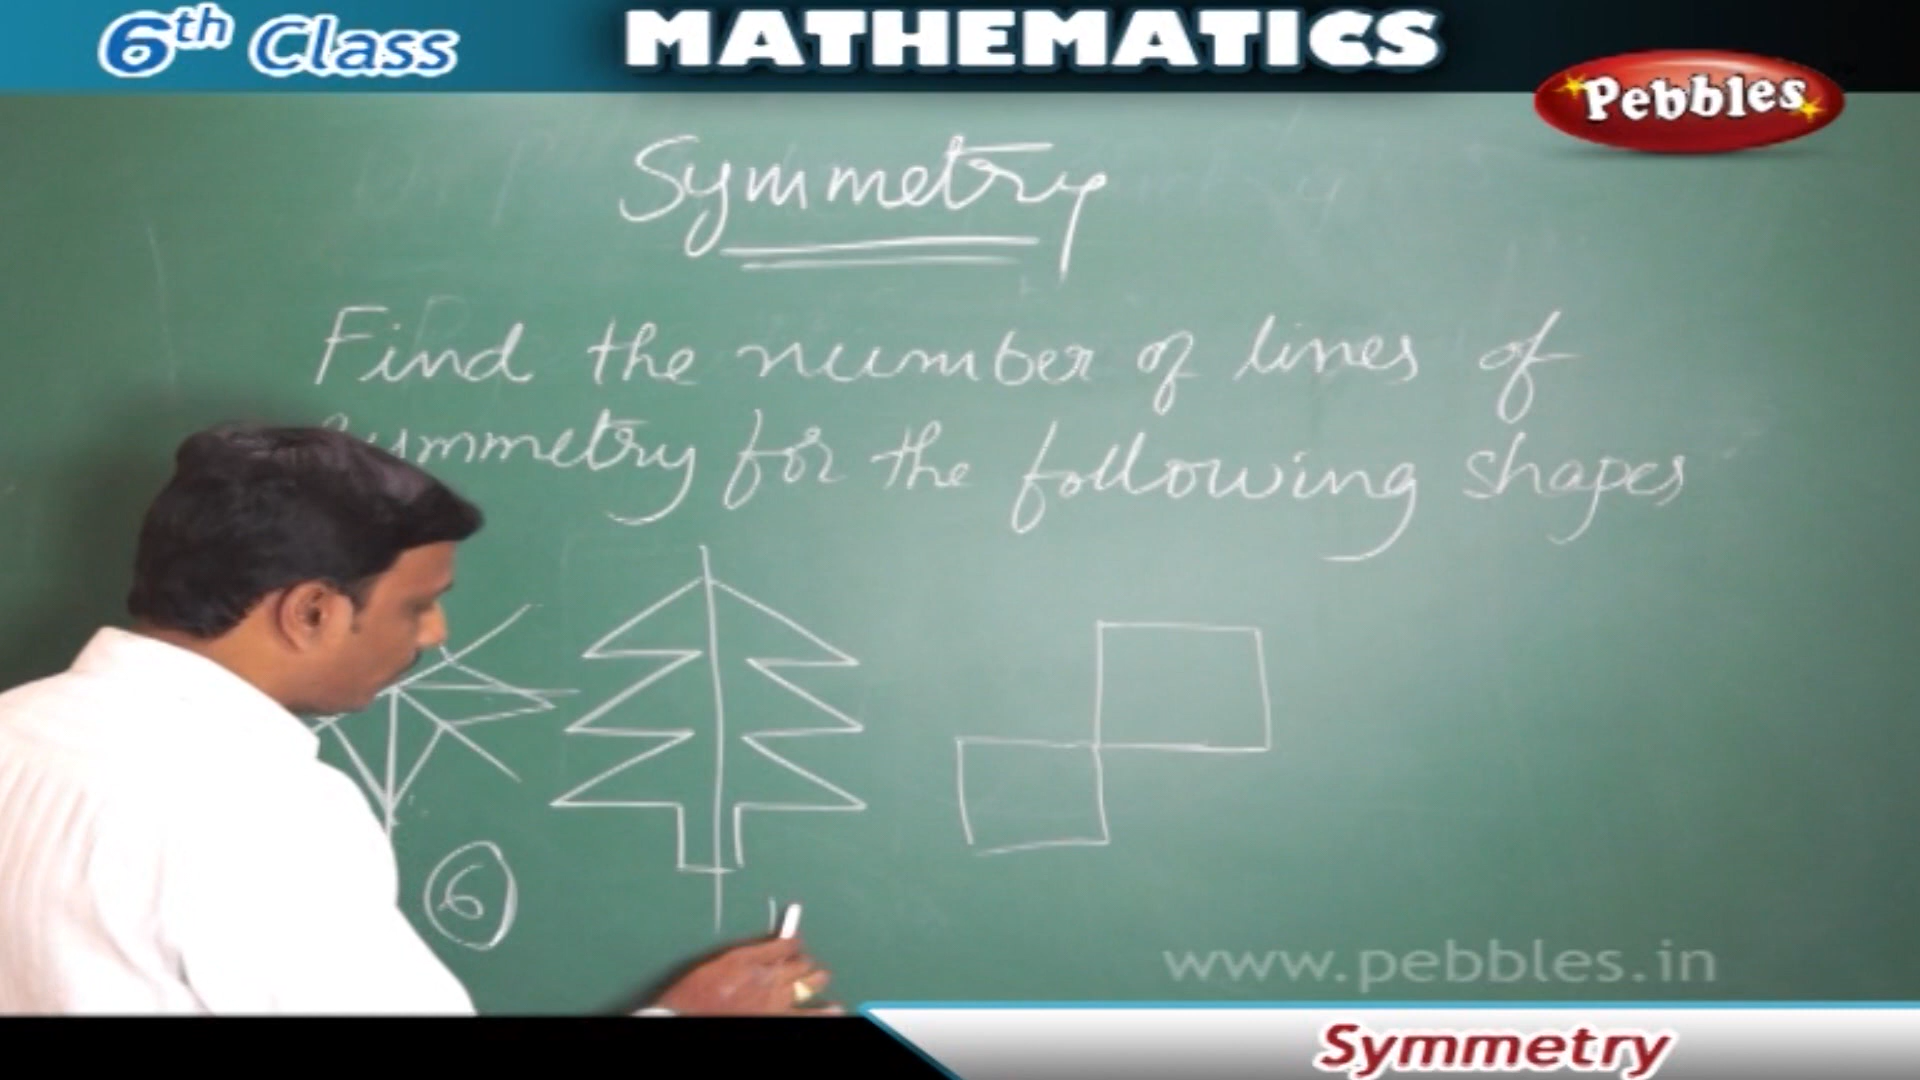 6th Class
MATHEMATICS
Pebbles
Symmetry
Find the number of lines of
Symmetry for the following shapes
6
www.pebbles.in
Symmetry